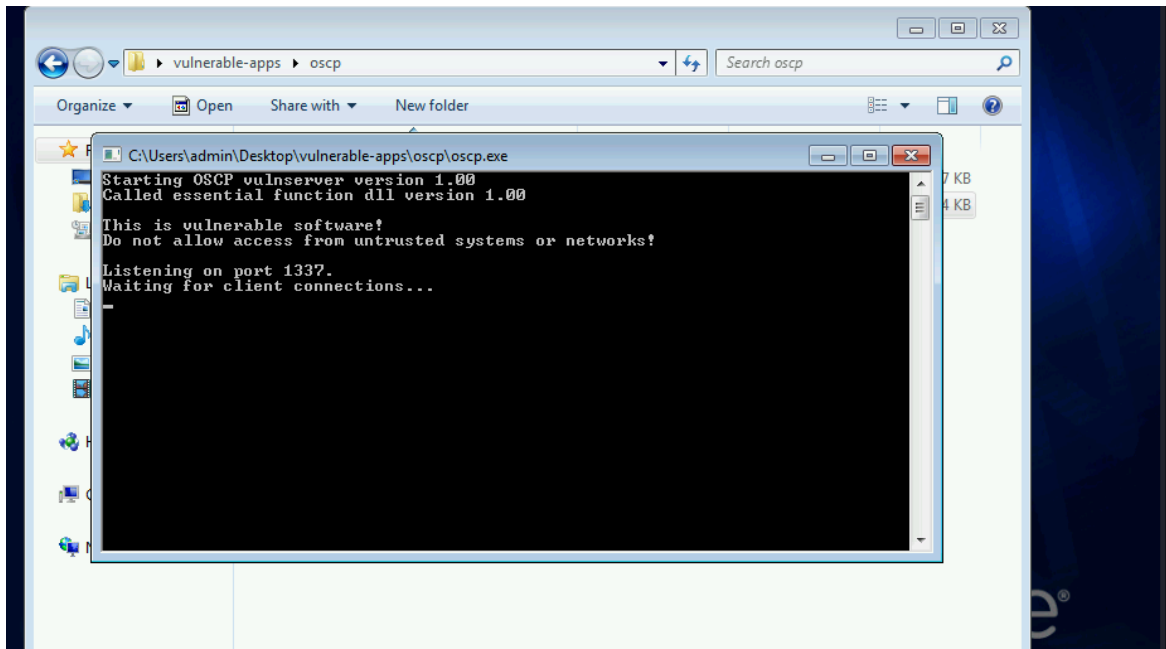 vulnerable-apps oscp
Search oscp
Organize Open Share with New folder
C:\Users\admin\Desktop\vulnerable-apps\oscp\oscp.exe
Starting OSCP vulnserver version 1.00
Called essential function dll version 1.00
This is vulnerable software!
Do not allow access from untrusted systems or networks!
Listening on port 1337.
Waiting for client connections...
KB
KB